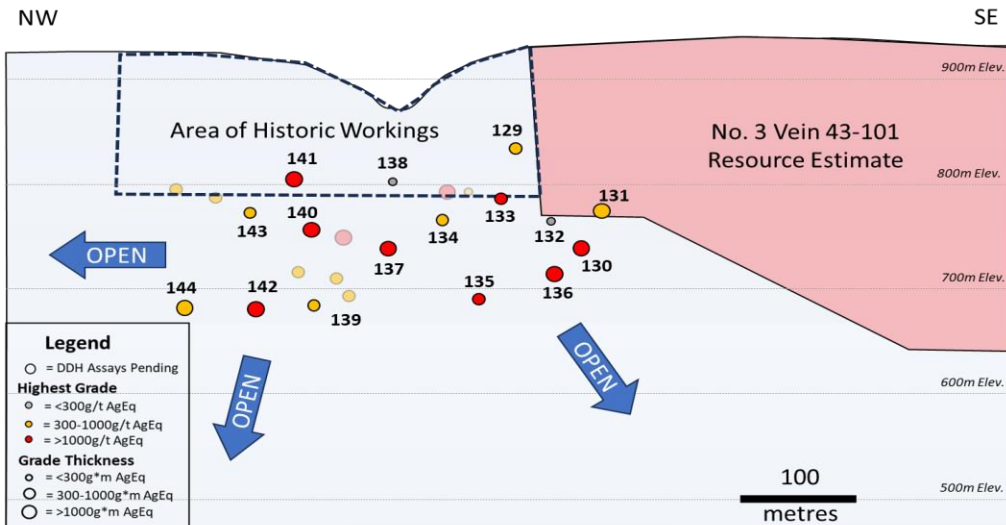 NW
SE
900m Elev.
Area of Historic Workings
129
No. 3 Vein 43-101
Resource Estimate
141
138
800m Elev.
131
140
133
143
134
132
OPEN
137
130
144
142
135
136
700m Elev.
139
Legend
= DDH Assays Pending
Highest Grade
= <300g/t AgEq
= 300-1000g/t AgEq
= >1000g/t AgEq
Grade Thickness
= <300g*m AgEq
= 300-1000g*m AgEq
= >1000g*m AgEq
OPEN
OPEN
600m Elev.
100
metres
500m Elev.